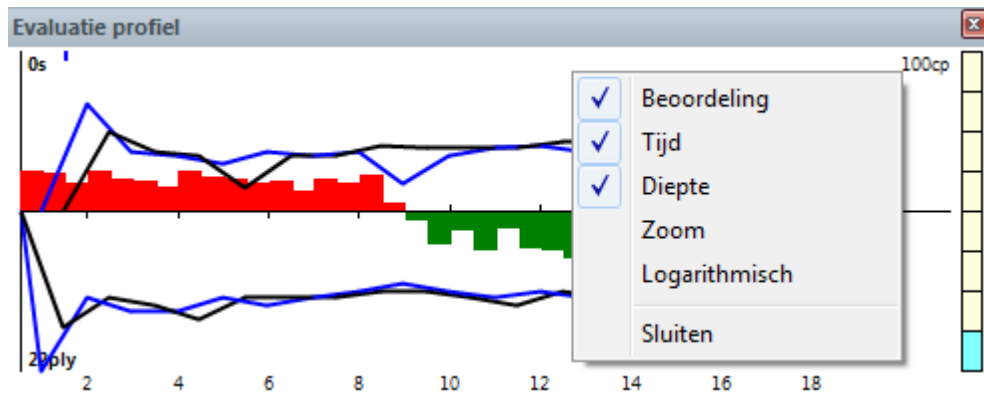 Evaluatie profiel
0s
100cp
Beoordeling
Tijd
Diepte
Zoom
Logarithmisch
Sluiten
22ply
2 4 6 8 10 12 14 16 18